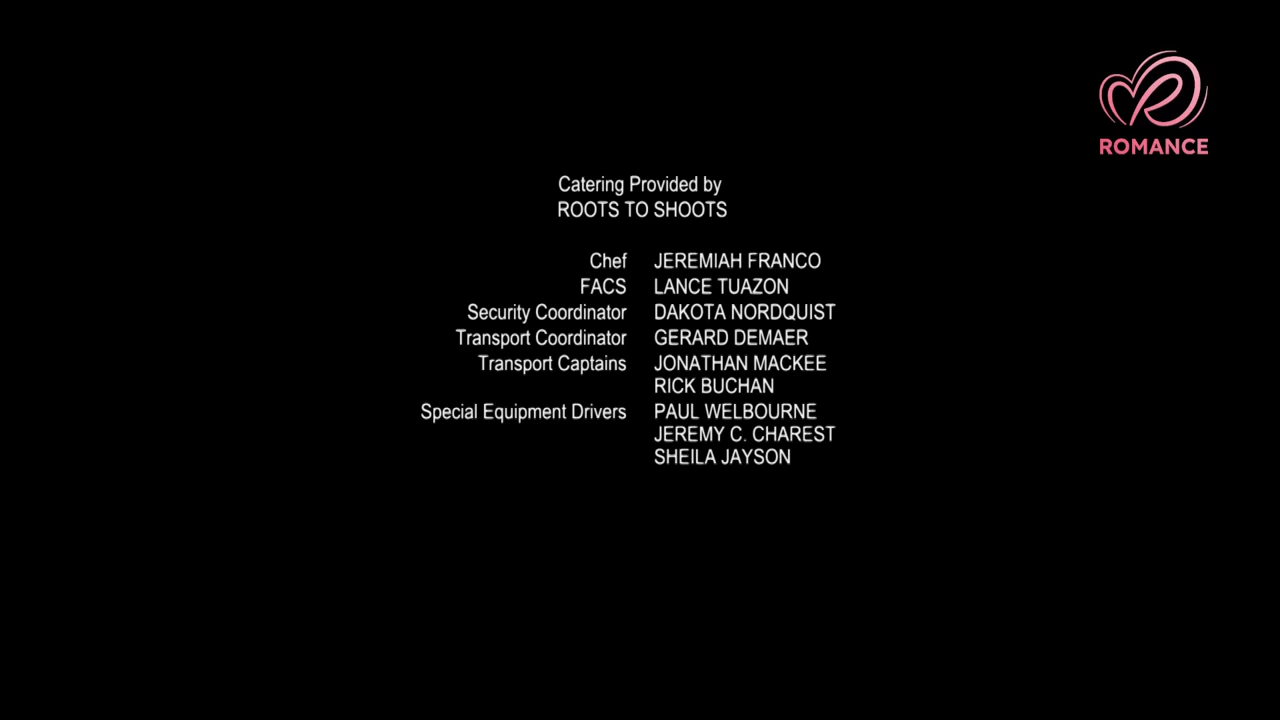 ROMANCE
Catering Provided by
ROOTS TO SHOOTS
Chef JEREMIAH FRANCO
FACS LANCE TUAZON
Security Coordinator DAKOTA NORDQUIST
Transport Coordinator GERARD DEMAER
Transport Captains JONATHAN MACKEE
RICK BUCHAN
Special Equipment Drivers PAUL WELBOURNE
JEREMY C. CHAREST
SHEILA JAYSON